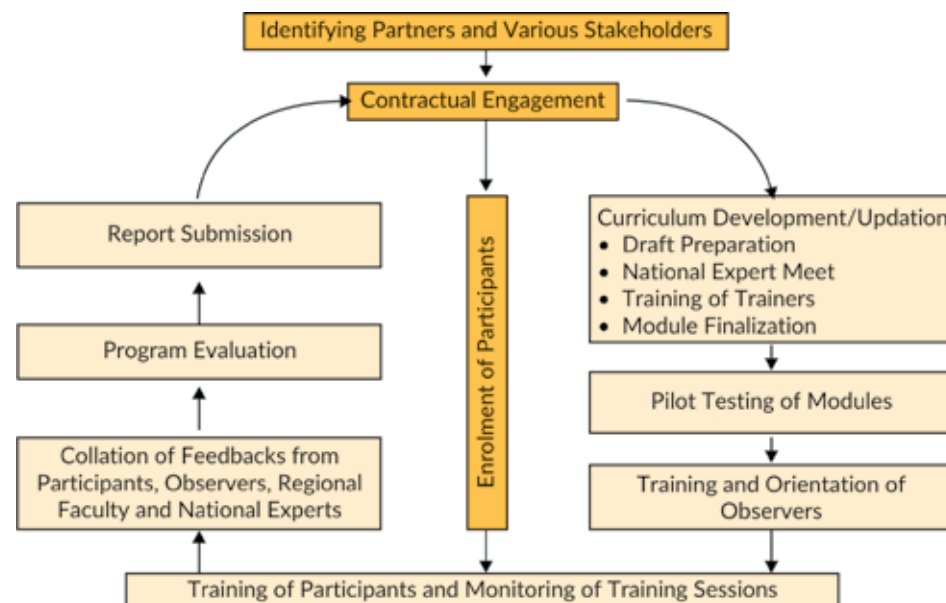 Identifying Partners and Various Stakeholders
Contractual Engagement
Report Submission
Program Evaluation
Collation of Feedbacks from
Participants, Observers, Regional
Faculty and National Experts
Enrolment of Participants
Curriculum Development/Updation
• Draft Preparation
• National Expert Meet
• Training of Trainers
• Module Finalization
Pilot Testing of Modules
Training and Orientation of
Observers
Training of Participants and Monitoring of Training Sessions